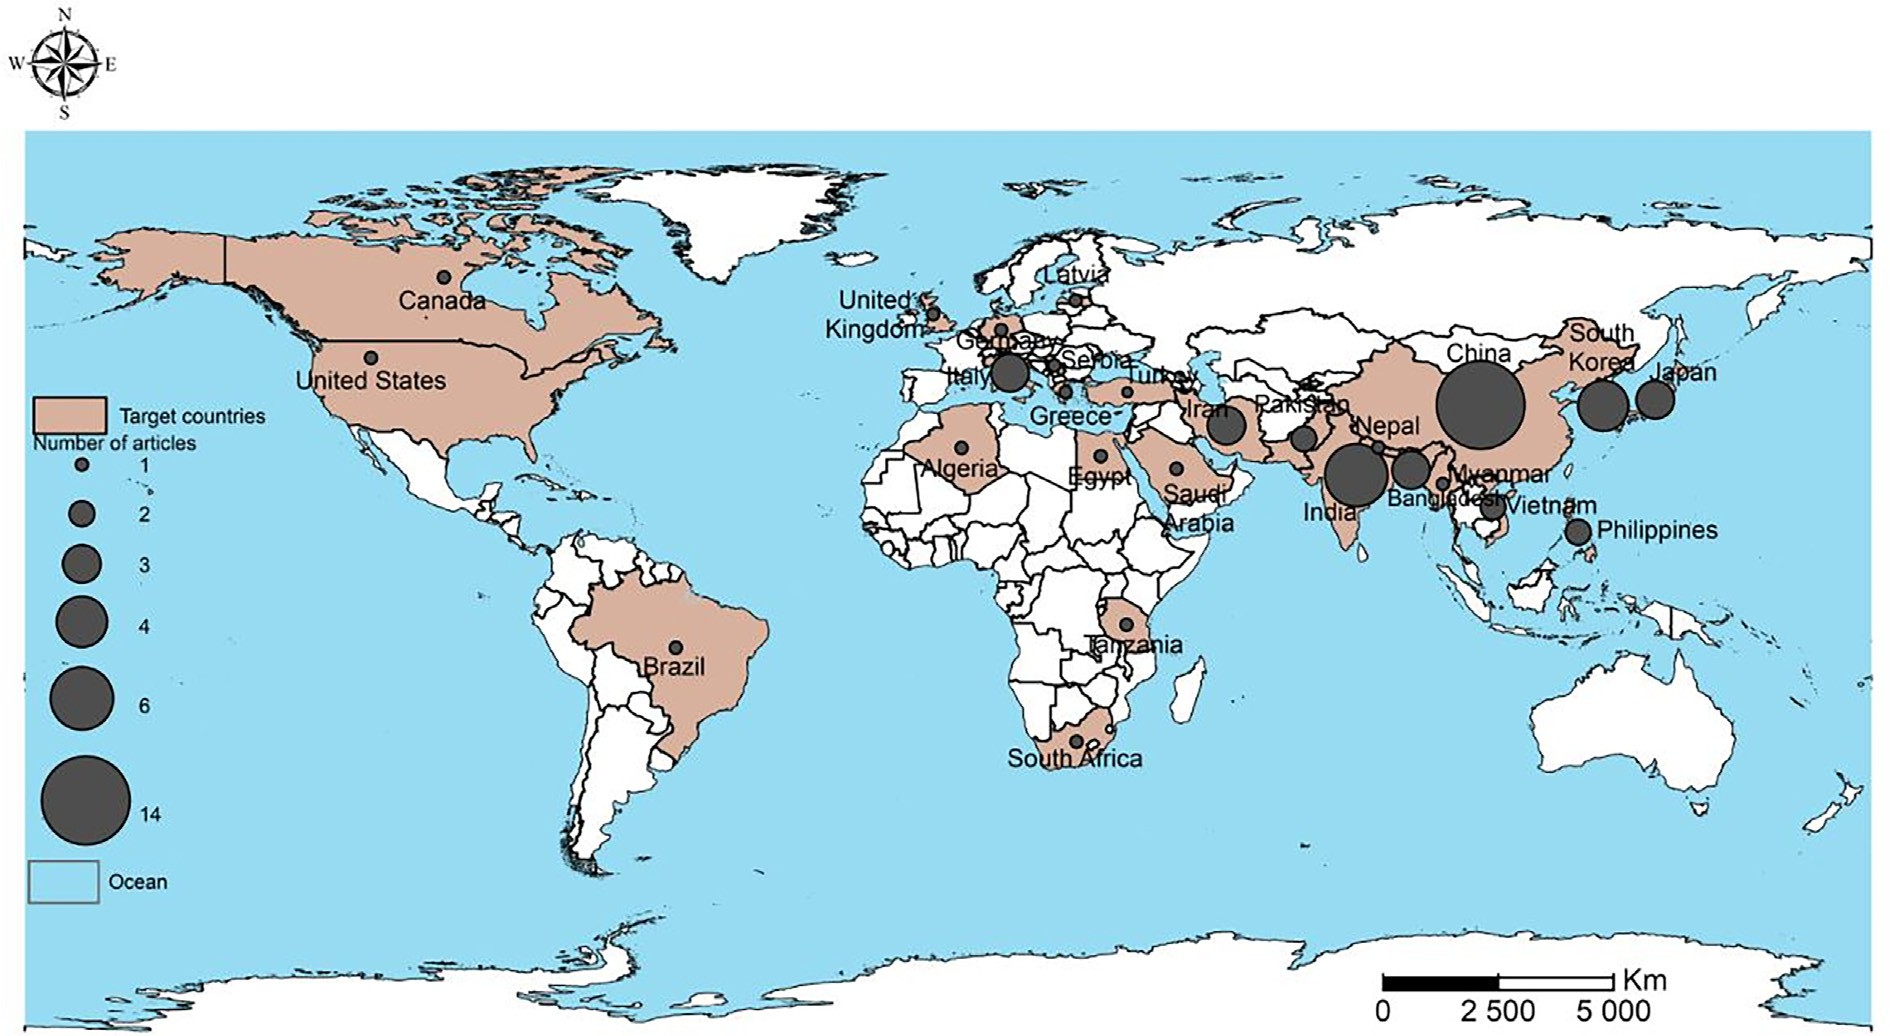 N
W E
S
Latvia
Canada
United
Kingdom
South
Korea
Germany
China
Serbia
Italy
Turkey
Japan
United States
Iran
Pakistan
Greece
Nepal
Target countries
Number of articles
1
2
3
4
6
14
Ocean
Algeria
Egypt
Myanmar
Saudi
Arabia
Bangladesh
India
Vietnam
Philippines
Tanzania
Brazil
South Africa
Km
0 2 500 5 000